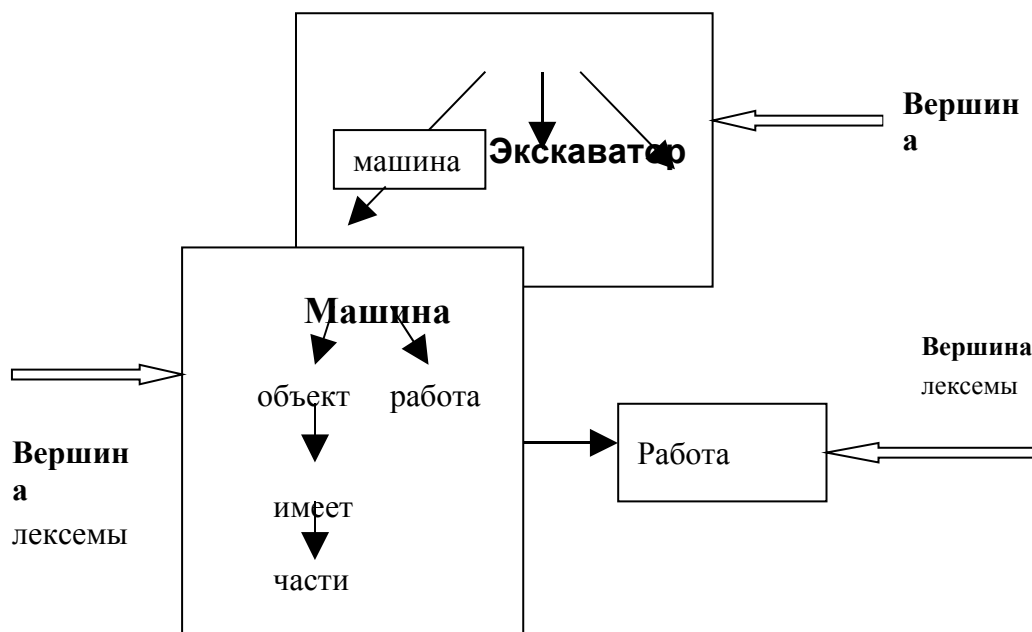 Вершин
а
машина
Экскаватор
Машина
Вершина
лексемы
объект
работа
Вершин
а
лексемы
Работа
имеет
части